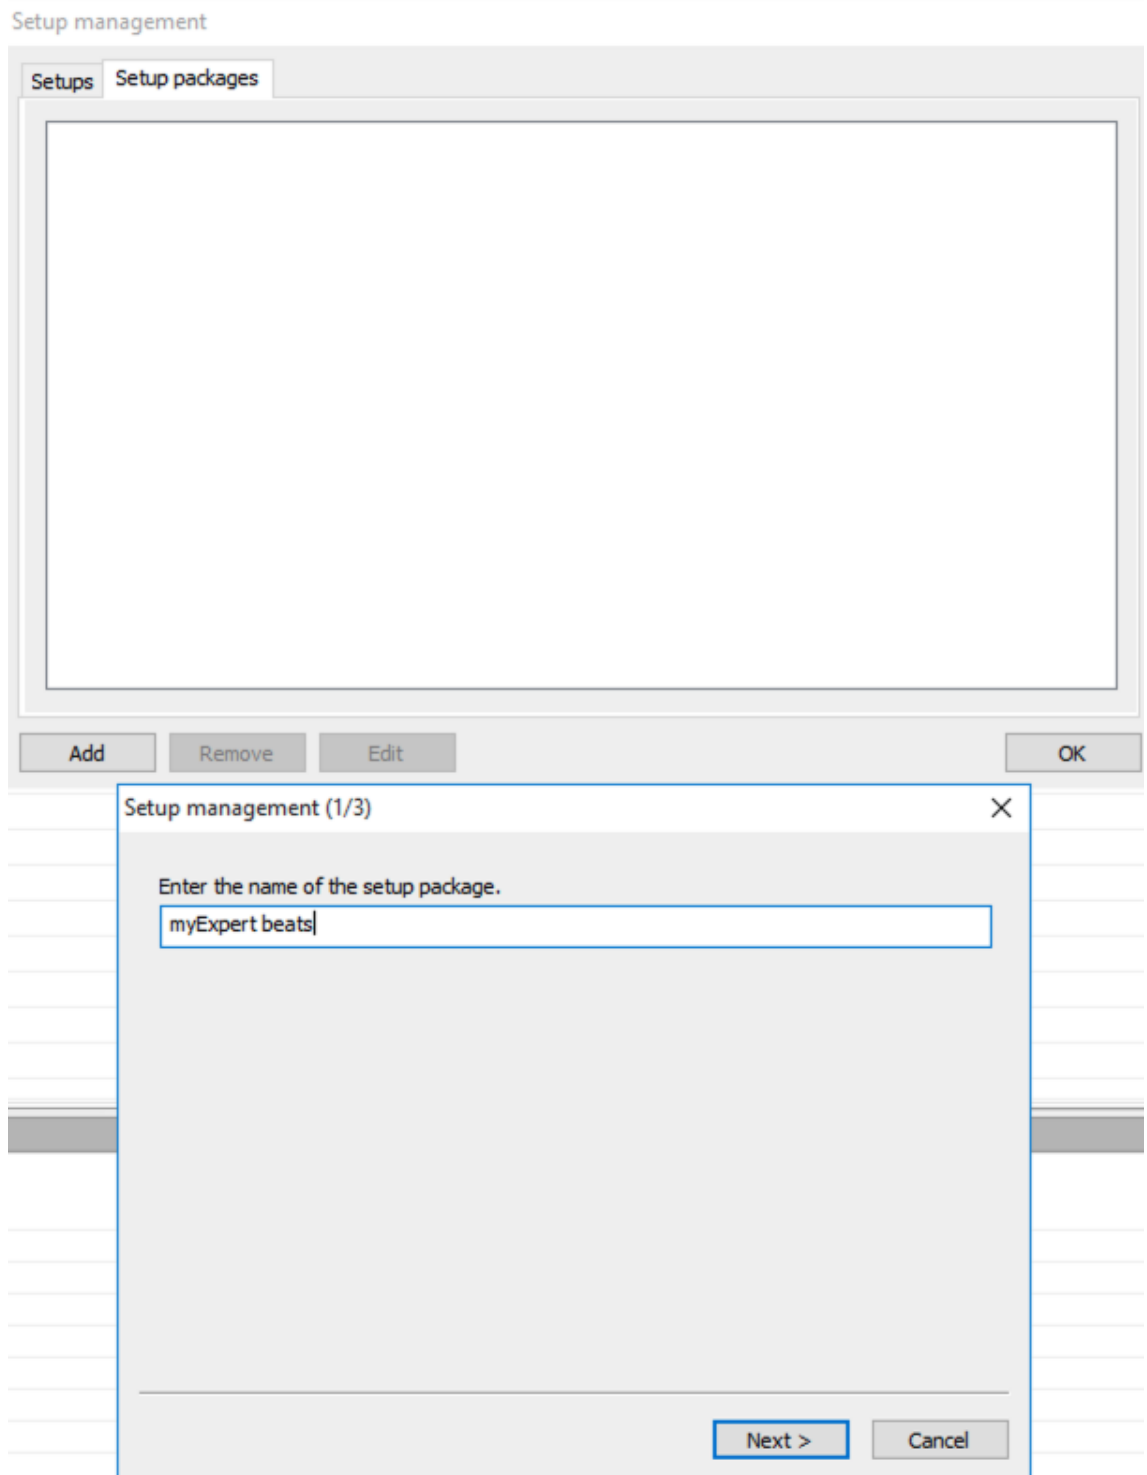 Setup management
Setups Setup packages
Add Remove Edit OK
Setup management (1/3)
Enter the name of the setup package.
myExpert beats
Next > Cancel